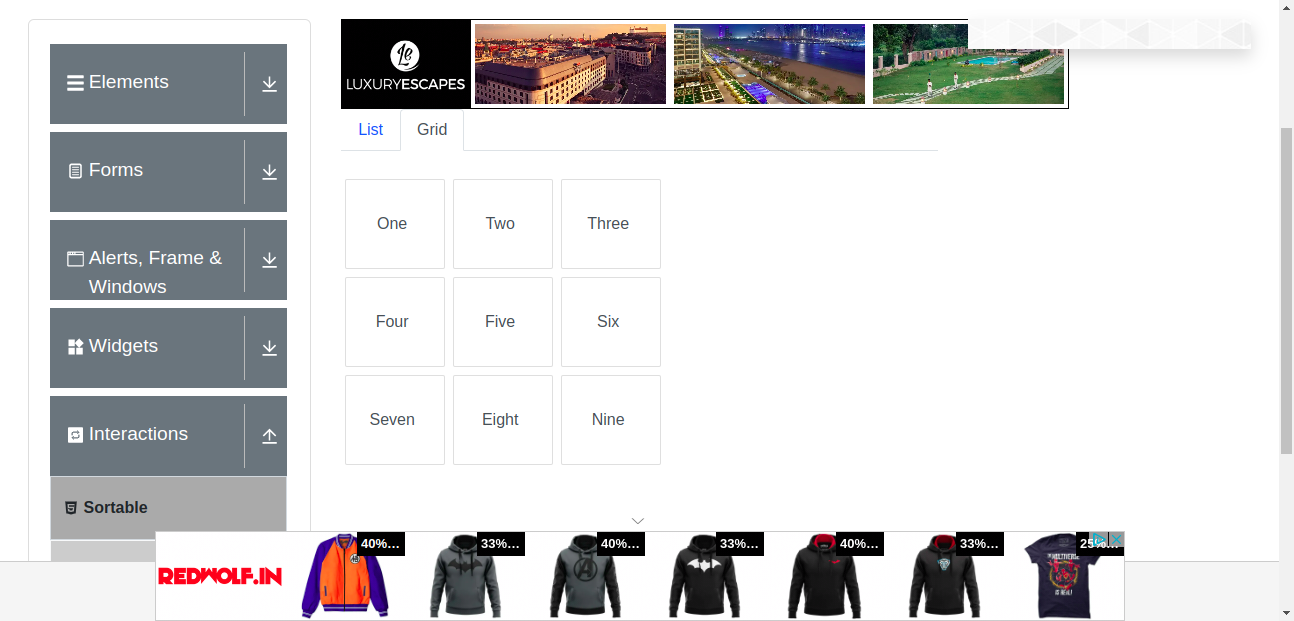 Elements
Forms
Alerts, Frame &
Windows
Widgets
Interactions
Sortable
Le
LUXURYESCAPES
List
Grid
One
Two
Three
Four
Five
Six
Seven
Eight
Nine
REDWOLF.IN
40%...
33%...
40%...
33%...
40%...
33%...
25%...